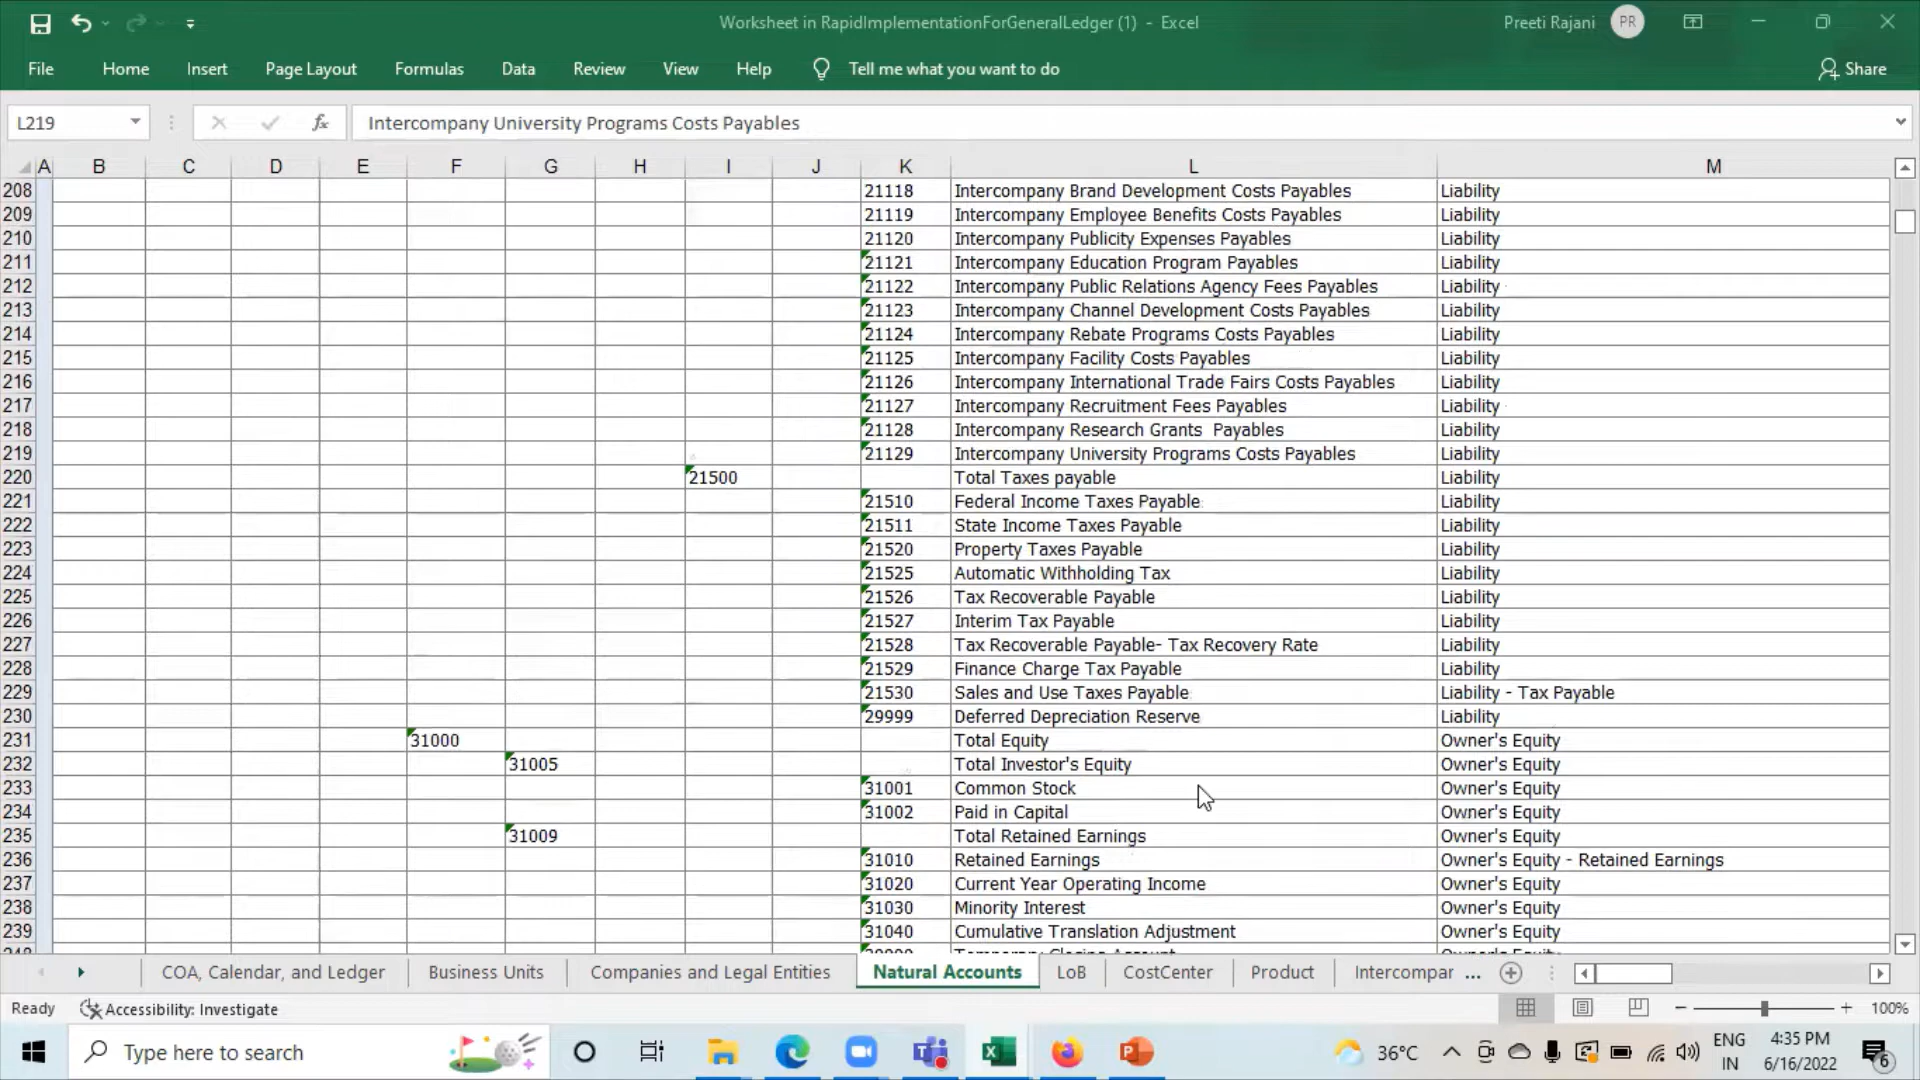 Worksheet in RapidImplementationForGeneralLedger (1) - Excel
Preeti Rajani PR
File Home Insert Page Layout Formulas Data Review View Help Tell me what you want to do Share
L219 fx Intercompany University Programs Costs Payables
A B C D E F G H I J K L M
208 21118 Intercompany Brand Development Costs Payables Liability
209 21119 Intercompany Employee Benefits Costs Payables Liability
210 21120 Intercompany Publicity Expenses Payables Liability
211 21121 Intercompany Education Program Payables Liability
212 21122 Intercompany Public Relations Agency Fees Payables Liability
213 21123 Intercompany Channel Development Costs Payables Liability
214 21124 Intercompany Rebate Programs Costs Payables Liability
215 21125 Intercompany Facility Costs Payables Liability
216 21126 Intercompany International Trade Fairs Costs Payables Liability
217 21127 Intercompany Recruitment Fees Payables Liability
218 21128 Intercompany Research Grants  Payables Liability
219 21129 Intercompany University Programs Costs Payables Liability
220 21500 Total Taxes payable Liability
221 21510 Federal Income Taxes Payable Liability
222 21511 State Income Taxes Payable Liability
223 21520 Property Taxes Payable Liability
224 21525 Automatic Withholding Tax Liability
225 21526 Tax Recoverable Payable Liability
226 21527 Interim Tax Payable Liability
227 21528 Tax Recoverable Payable- Tax Recovery Rate Liability
228 21529 Finance Charge Tax Payable Liability
229 21530 Sales and Use Taxes Payable Liability - Tax Payable
230 29999 Deferred Depreciation Reserve Liability
231 31000 Total Equity Owner's Equity
232 31005 Total Investor's Equity Owner's Equity
233 31001 Common Stock Owner's Equity
234 31002 Paid in Capital Owner's Equity
235 31009 Total Retained Earnings Owner's Equity
236 31010 Retained Earnings Owner's Equity - Retained Earnings
237 31020 Current Year Operating Income Owner's Equity
238 31030 Minority Interest Owner's Equity
239 31040 Cumulative Translation Adjustment Owner's Equity
COA, Calendar, and Ledger Business Units Companies and Legal Entities Natural Accounts LoB CostCenter Product Intercompar ...
Ready Accessibility: Investigate 100%
Type here to search 36°C ENG IN 4:35 PM 6/16/2022 6